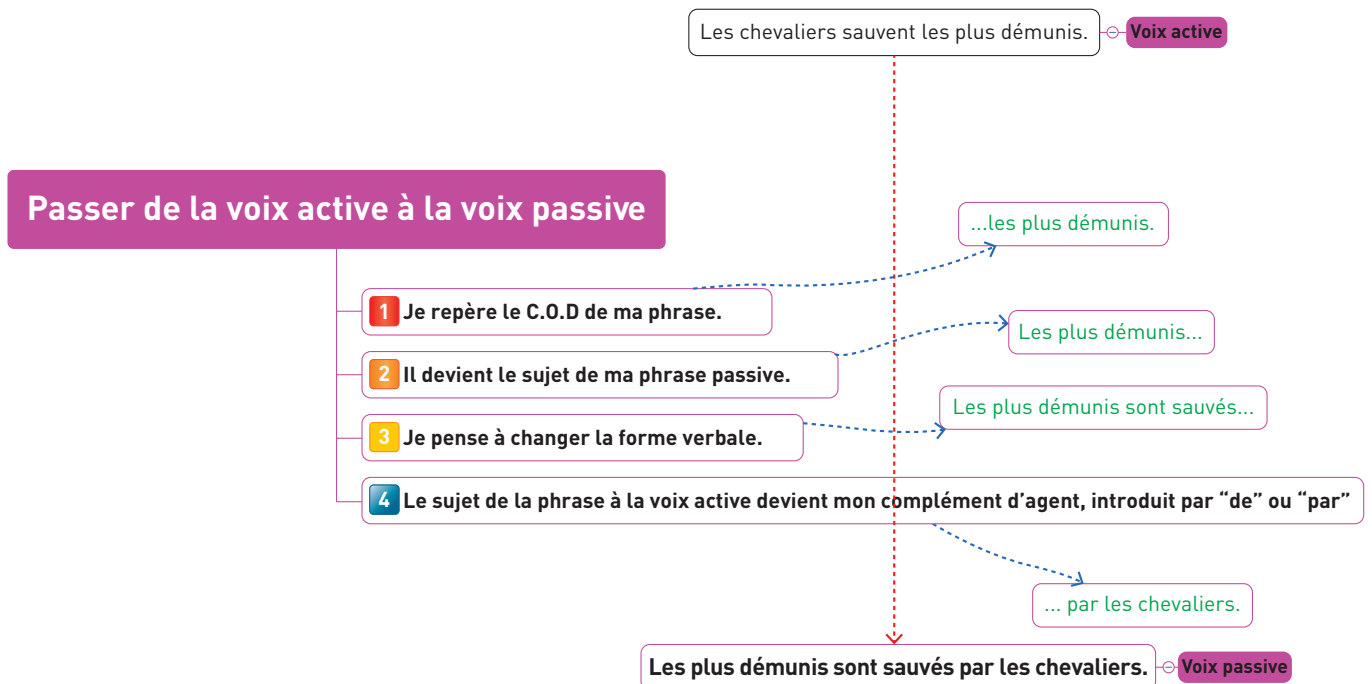 Les chevaliers sauvent les plus démunis.
Voix active
Passer de la voix active à la voix passive
...les plus démunis.
1 Je repère le C.O.D de ma phrase.
Les plus démunis...
2 Il devient le sujet de ma phrase passive.
Les plus démunis sont sauvés...
3 Je pense à changer la forme verbale.
4 Le sujet de la phrase à la voix active devient mon complément d’agent, introduit par “de” ou “par”
... par les chevaliers.
Les plus démunis sont sauvés par les chevaliers.
Voix passive